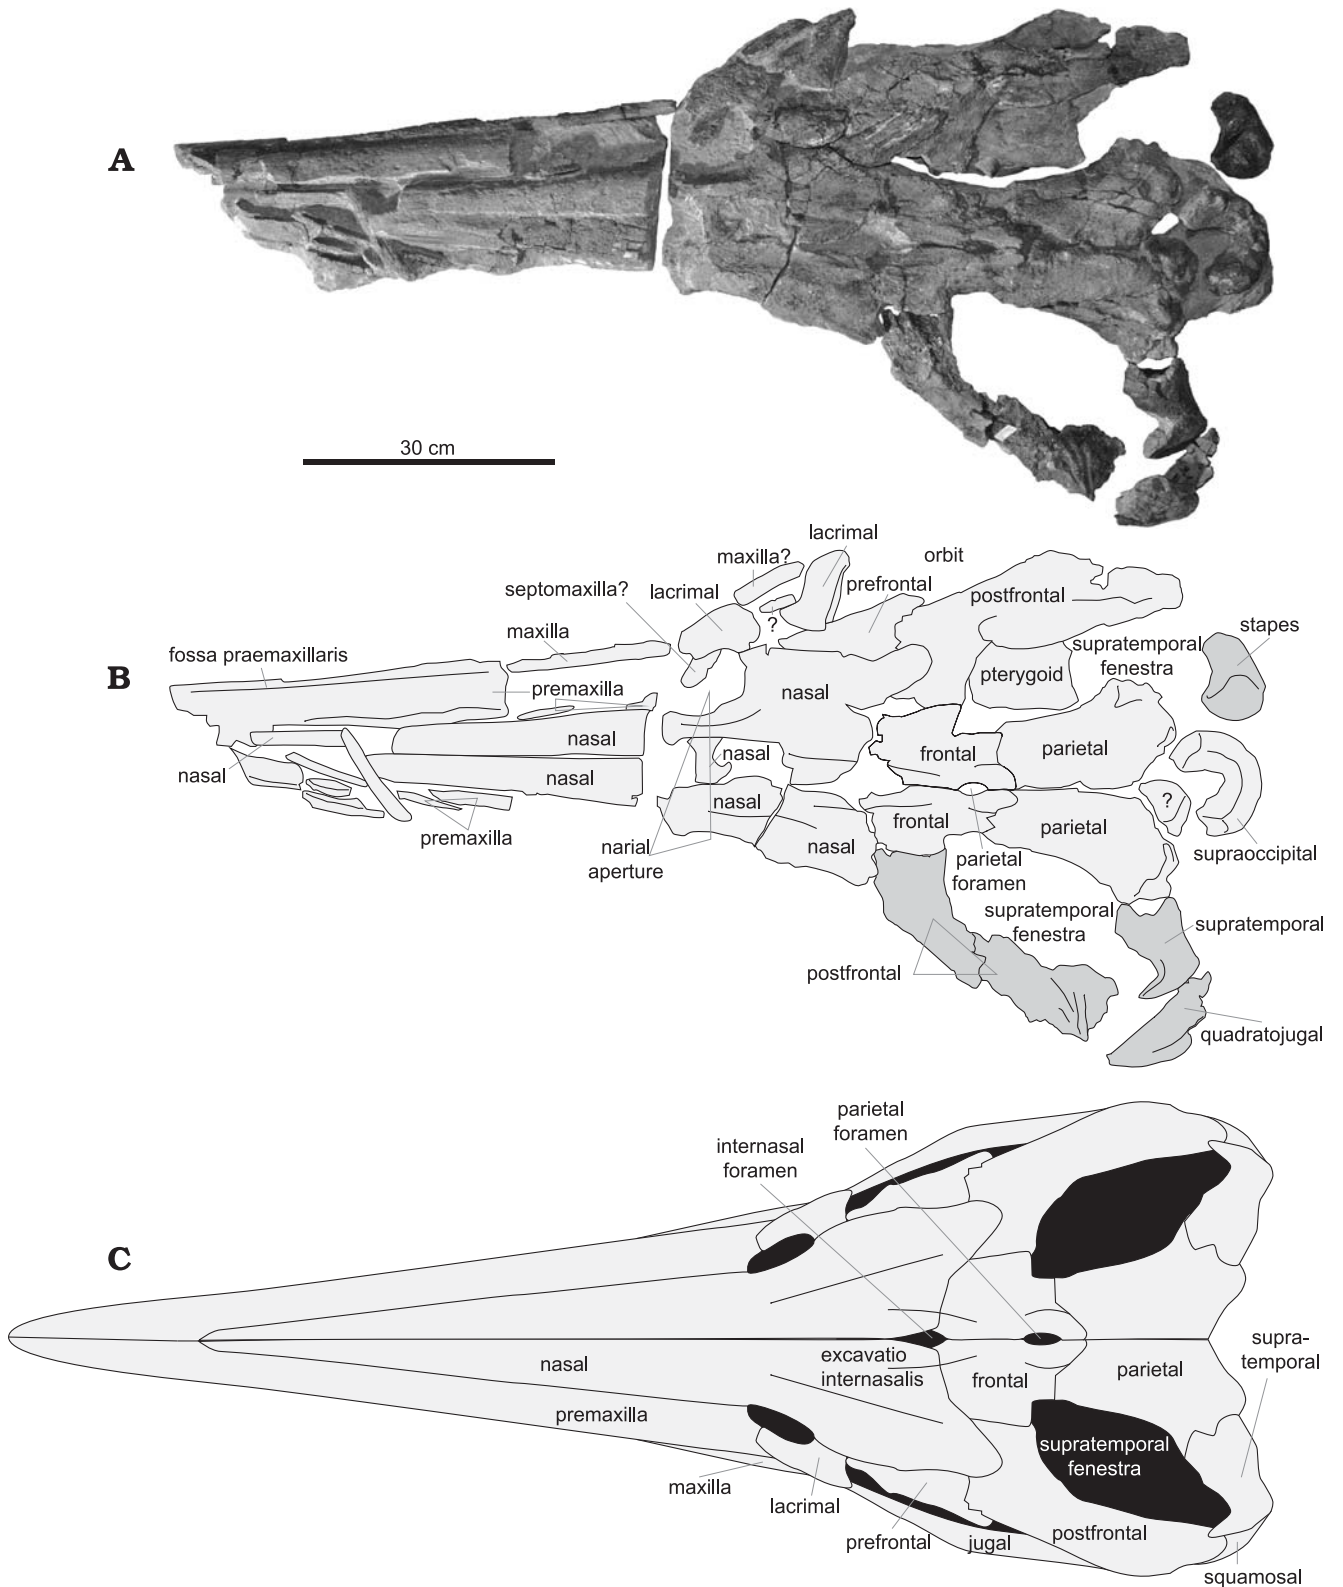 A
30 cm
B
lacrimal
maxilla?
orbit
septomaxilla?
lacrimal
prefrontal
postfrontal
maxilla
?
stapes
fossa praemaxillaris
supratemporal
fenestra
premaxilla
pterygoid
nasal
nasal
nasal
frontal
parietal
nasal
nasal
nasal
?
frontal
parietal
premaxilla
narial
aperture
nasal
parietal
foramen
supraoccipital
supratemporal
fenestra
supratemporal
postfrontal
quadratojugal
C
parietal
foramen
internasal
foramen
supra-
temporal
nasal
excavatio
internasalis
frontal
parietal
premaxilla
supratemporal
fenestra
maxilla
lacrimal
prefrontal
jugal
postfrontal
squamosal